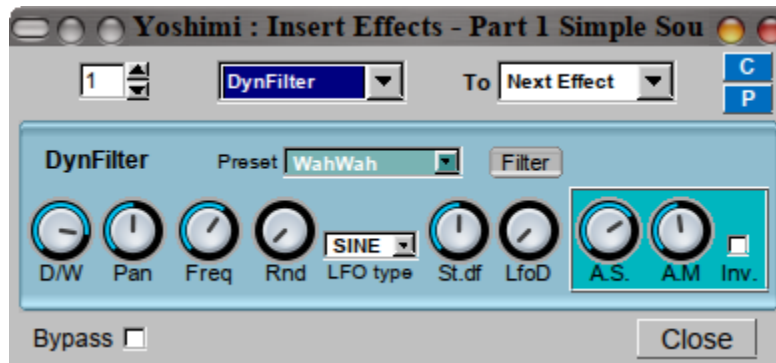 Yoshimi : Insert Effects - Part 1 Simple Sou
1 DynFilter To Next Effect C
P
DynFilter Preset WahWah Filter
SINE
D/W Pan Freq Rnd LFO type St.df LfoD A.S. A.M Inv.
Bypass Close